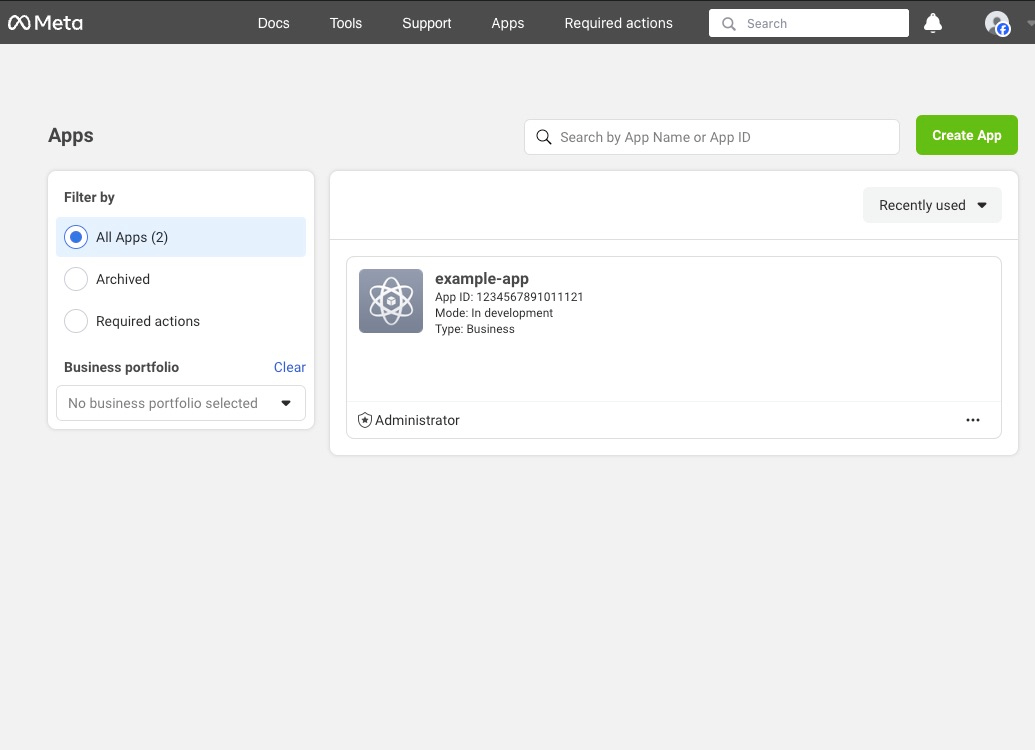 Meta
Docs Tools Support Apps Required actions Search
Apps
Search by App Name or App ID
Create App
Filter by
All Apps (2)
Archived
Required actions
Business portfolio Clear
No business portfolio selected
Recently used
example-app
App ID: 1234567891011121
Mode: In development
Type: Business
Administrator